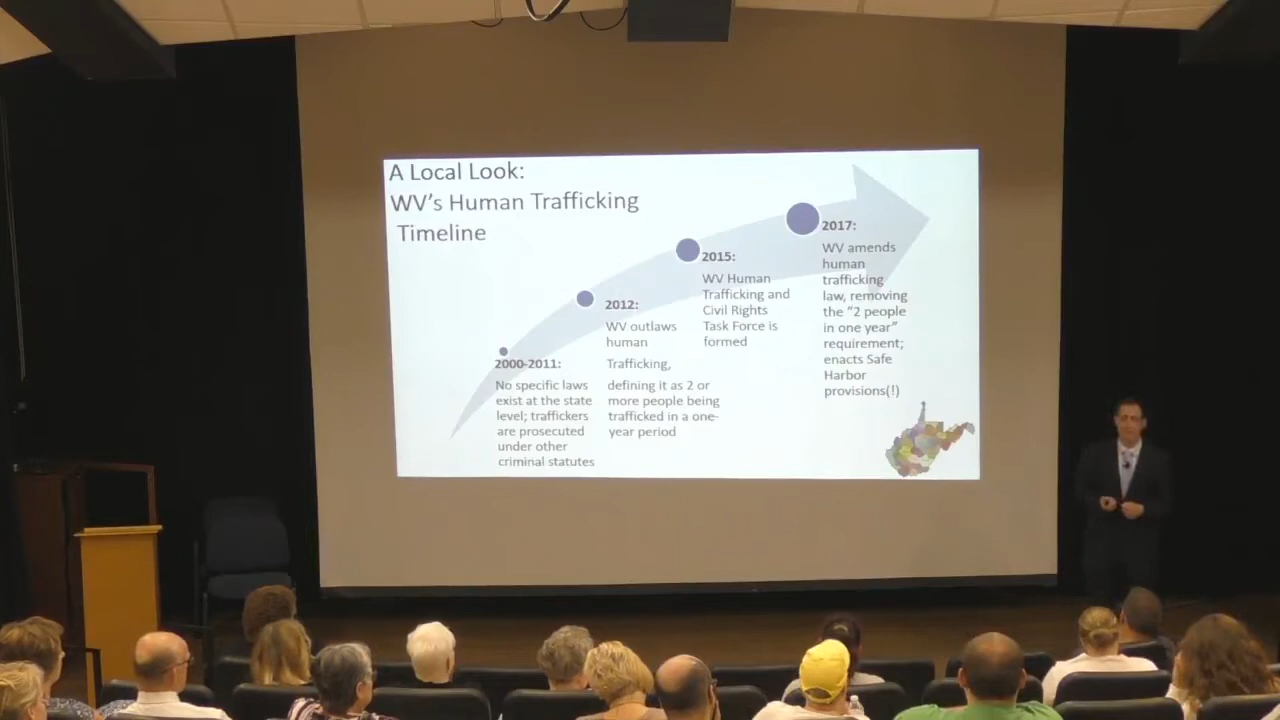 A Local Look:
WV's Human Trafficking
Timeline
2000-2011:
No specific laws
exist at the state
level; traffickers
are prosecuted
under other
criminal statutes
2012:
WV outlaws
human
Trafficking,
defining it as 2 or
more people being
trafficked in a one-
year period
2015:
WV Human
Trafficking and
Civil Rights
Task Force is
formed
2017:
WV amends
human
trafficking
law, removing
the “2 people
in one year”
requirement;
enacts Safe
Harbor
provisions(!)